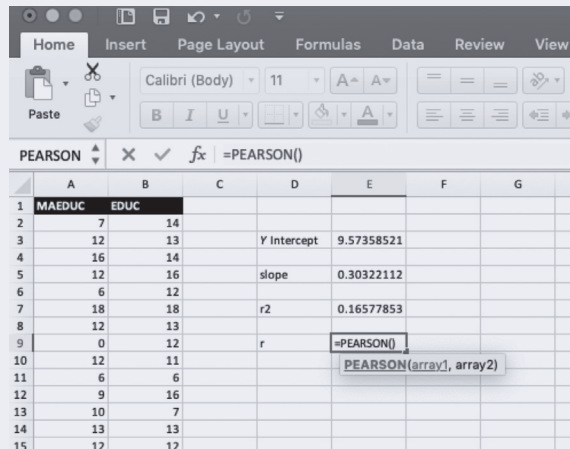 Home Insert Page Layout Formulas Data Review View
Calibri (Body) 11 A A
Paste B I U A
PEARSON fx =PEARSON()
A B C D E F G
1 MAEDUC EDUC
2 7 14
3 12 13 Y Intercept 9.57358521
4 16 14
5 12 16 slope 0.30322112
6 6 12
7 18 18 r2 0.16577853
8 12 13
9 0 12 r =PEARSON()
10 12 11 PEARSON(array1, array2)
11 6 6
12 9 16
13 10 7
14 13 13
15 12 12